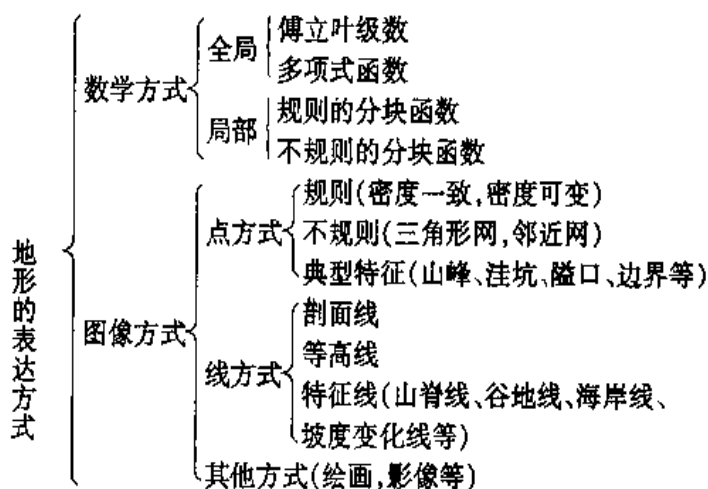 地形的表达方式
数学方式
全局
傅立叶级数
多项式函数
局部
规则的分块函数
不规则的分块函数
图像方式
点方式
规则(密度一致,密度可变)
不规则(三角形网,邻近网)
典型特征(山峰、洼坑、隘口、边界等)
线方式
剖面线
等高线
特征线(山脊线、谷地线、海岸线、
坡度变化线等)
其他方式(绘画,影像等)